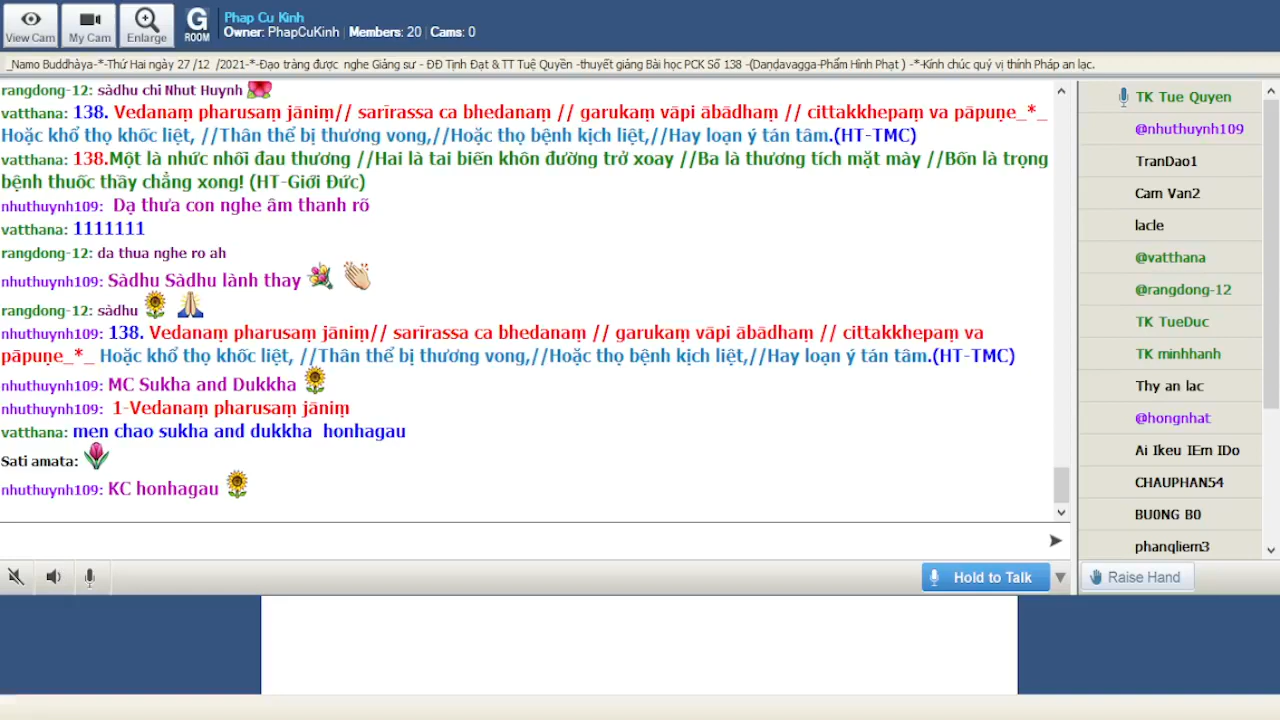 View Cam
My Cam
Enlarge
G
ROOM
Phap Cu Kinh
Owner: PhapCuKinh | Members: 20 | Cams: 0
_Namo Buddhàya-*-Thứ Hai ngày 27 /12 /2021-*-Đạo tràng được nghe Giảng sư - ĐĐ Tịnh Đạt & TT Tuệ Quyền -thuyết giảng Bài học PCK Số 138 -(Daṇḍavagga-Phẩm Hình Phạt ) -*-Kính chúc quý vị thính Pháp an lạc.
rangdong-12: sàdhu chi Nhut Huynh
vatthana: 138. Vedanaṃ pharusaṃ jāniṃ// sarīrassa ca bhedanaṃ // garukaṃ vāpi ābādhaṃ // cittakkhepaṃ va pāpuṇe_*_
Hoặc khổ thọ khốc liệt, //Thân thể bị thương vong,//Hoặc thọ bệnh kịch liệt,//Hay loạn ý tán tâm.(HT-TMC)
vatthana: 138.Một là nhức nhối đau thương //Hai là tai biến khôn đường trở xoay //Ba là thương tích mặt mày //Bốn là trọng
bệnh thuốc thầy chẳng xong! (HT-Giới Đức)
nhuthuynh109: Dạ thưa con nghe âm thanh rõ
vatthana: 1111111
rangdong-12: da thua nghe ro ah
nhuthuynh109: Sàdhu Sàdhu lành thay
rangdong-12: sàdhu
nhuthuynh109: 138. Vedanaṃ pharusaṃ jāniṃ// sarīrassa ca bhedanaṃ // garukaṃ vāpi ābādhaṃ // cittakkhepaṃ va
pāpuṇe_*_ Hoặc khổ thọ khốc liệt, //Thân thể bị thương vong,//Hoặc thọ bệnh kịch liệt,//Hay loạn ý tán tâm.(HT-TMC)
nhuthuynh109: MC Sukha and Dukkha
nhuthuynh109: 1-Vedanaṃ pharusaṃ jāniṃ
vatthana: men chao sukha and dukkha honhagau
Sati amata:
nhuthuynh109: KC honhagau
Hold to Talk
TK Tue Quyen
@nhuthuynh109
TranDao1
Cam Van2
lacle
@vatthana
@rangdong-12
TK TueDuc
TK minhhanh
Thy an lac
@hongnhat
Ai Ikeu IEm IDo
CHAUPHAN54
BU0NG B0
phanqliem3
Raise Hand